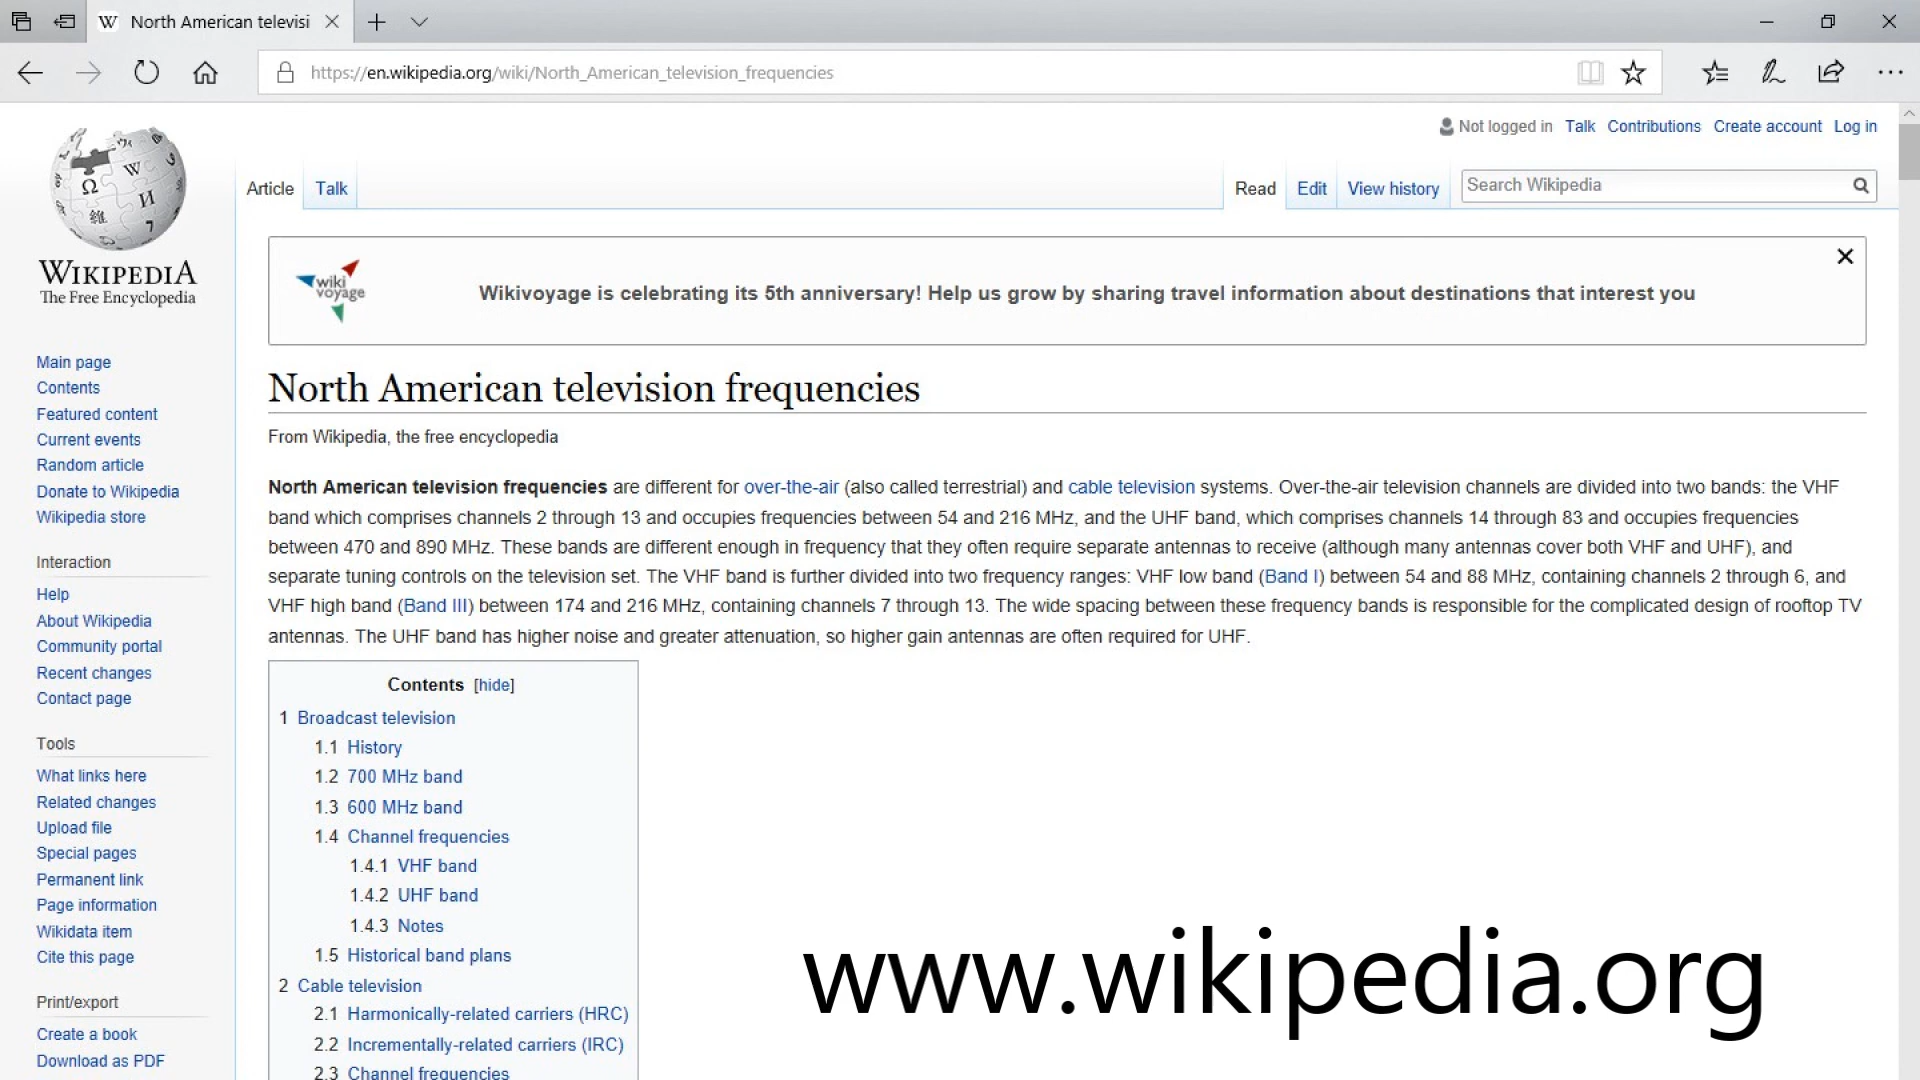 North American televisi
https://en.wikipedia.org/wiki/North_American_television_frequencies
Not logged in Talk Contributions Create account Log in
Article Talk Read Edit View history Search Wikipedia
WIKIPEDIA
The Free Encyclopedia
wiki
voyage
Wikivoyage is celebrating its 5th anniversary! Help us grow by sharing travel information about destinations that interest you
Main page
Contents
Featured content
Current events
Random article
Donate to Wikipedia
Wikipedia store
Interaction
Help
About Wikipedia
Community portal
Recent changes
Contact page
Tools
What links here
Related changes
Upload file
Special pages
Permanent link
Page information
Wikidata item
Cite this page
Print/export
Create a book
Download as PDF
North American television frequencies
From Wikipedia, the free encyclopedia
North American television frequencies are different for over-the-air (also called terrestrial) and cable television systems. Over-the-air television channels are divided into two bands: the VHF
band which comprises channels 2 through 13 and occupies frequencies between 54 and 216 MHz, and the UHF band, which comprises channels 14 through 83 and occupies frequencies
between 470 and 890 MHz. These bands are different enough in frequency that they often require separate antennas to receive (although many antennas cover both VHF and UHF), and
separate tuning controls on the television set. The VHF band is further divided into two frequency ranges: VHF low band (Band I) between 54 and 88 MHz, containing channels 2 through 6, and
VHF high band (Band III) between 174 and 216 MHz, containing channels 7 through 13. The wide spacing between these frequency bands is responsible for the complicated design of rooftop TV
antennas. The UHF band has higher noise and greater attenuation, so higher gain antennas are often required for UHF.
Contents [hide]
1 Broadcast television
1.1 History
1.2 700 MHz band
1.3 600 MHz band
1.4 Channel frequencies
1.4.1 VHF band
1.4.2 UHF band
1.4.3 Notes
1.5 Historical band plans
2 Cable television
2.1 Harmonically-related carriers (HRC)
2.2 Incrementally-related carriers (IRC)
2.3 Channel frequencies
www.wikipedia.org